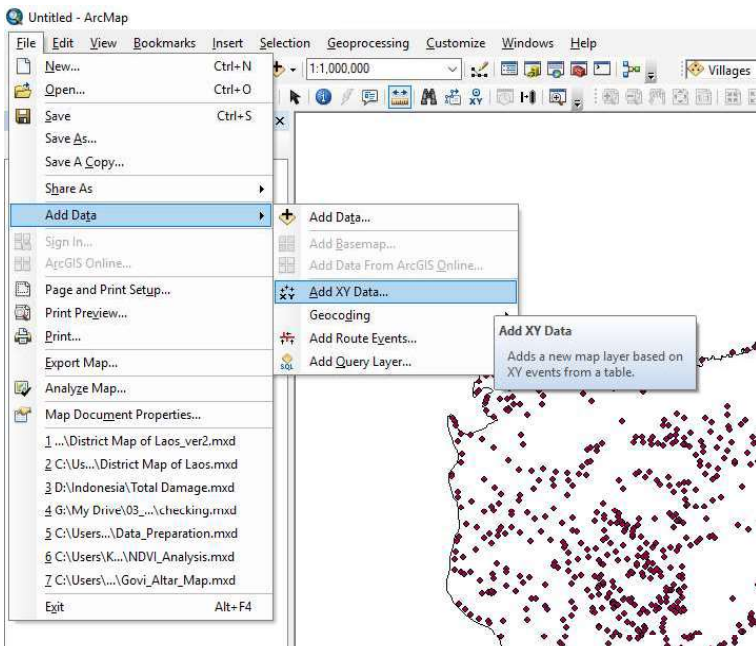 Untitled - ArcMap
File Edit View Bookmarks Insert Selection Geoprocessing Customize Windows Help
New... Ctrl+N
1:1,000,000
Villages
Open... Ctrl+O
Save Ctrl+S
Save As...
Save A Copy...
Share As
Add Data
Add Data...
Sign In...
Add Basemap...
ArcGIS Online...
Add Data From ArcGIS Online...
Page and Print Setup...
Add XY Data...
Print Preview...
Geocoding
Print...
Add Route Events...
Export Map...
Add Query Layer...
Analyze Map...
Map Document Properties...
1 ...\District Map of Laos_ver2.mxd
2 C:\Us...\District Map of Laos.mxd
3 D:\Indonesia\Total Damage.mxd
4 G:\My Drive\03_...\checking.mxd
5 C:\Users...\Data_Preparation.mxd
6 C:\Users\K...\NDVI_Analysis.mxd
7 C:\Users\...\Govi_Altar_Map.mxd
Exit Alt+F4
Add XY Data
Adds a new map layer based on
XY events from a table.